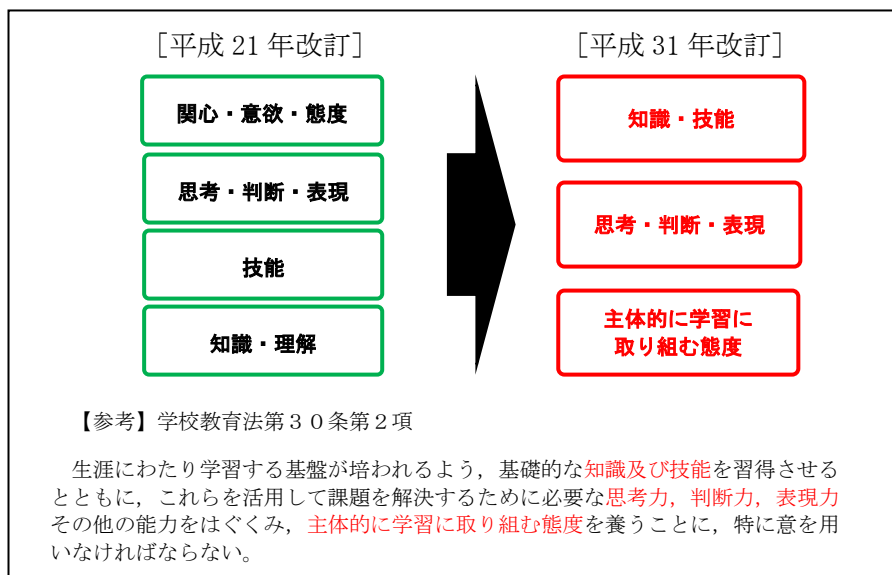 [平成 21 年改訂]
関心・意欲・態度
思考・判断・表現
技能
知識・理解
[平成 31 年改訂]
知識・技能
思考・判断・表現
主体的に学習に
取り組む態度
【参考】学校教育法第３０条第２項
生涯にわたり学習する基盤が培われるよう，基礎的な知識及び技能を習得させる
とともに，これらを活用して課題を解決するために必要な思考力，判断力，表現力
その他の能力をはぐくみ，主体的に学習に取り組む態度を養うことに，特に意を用
いなければならない。